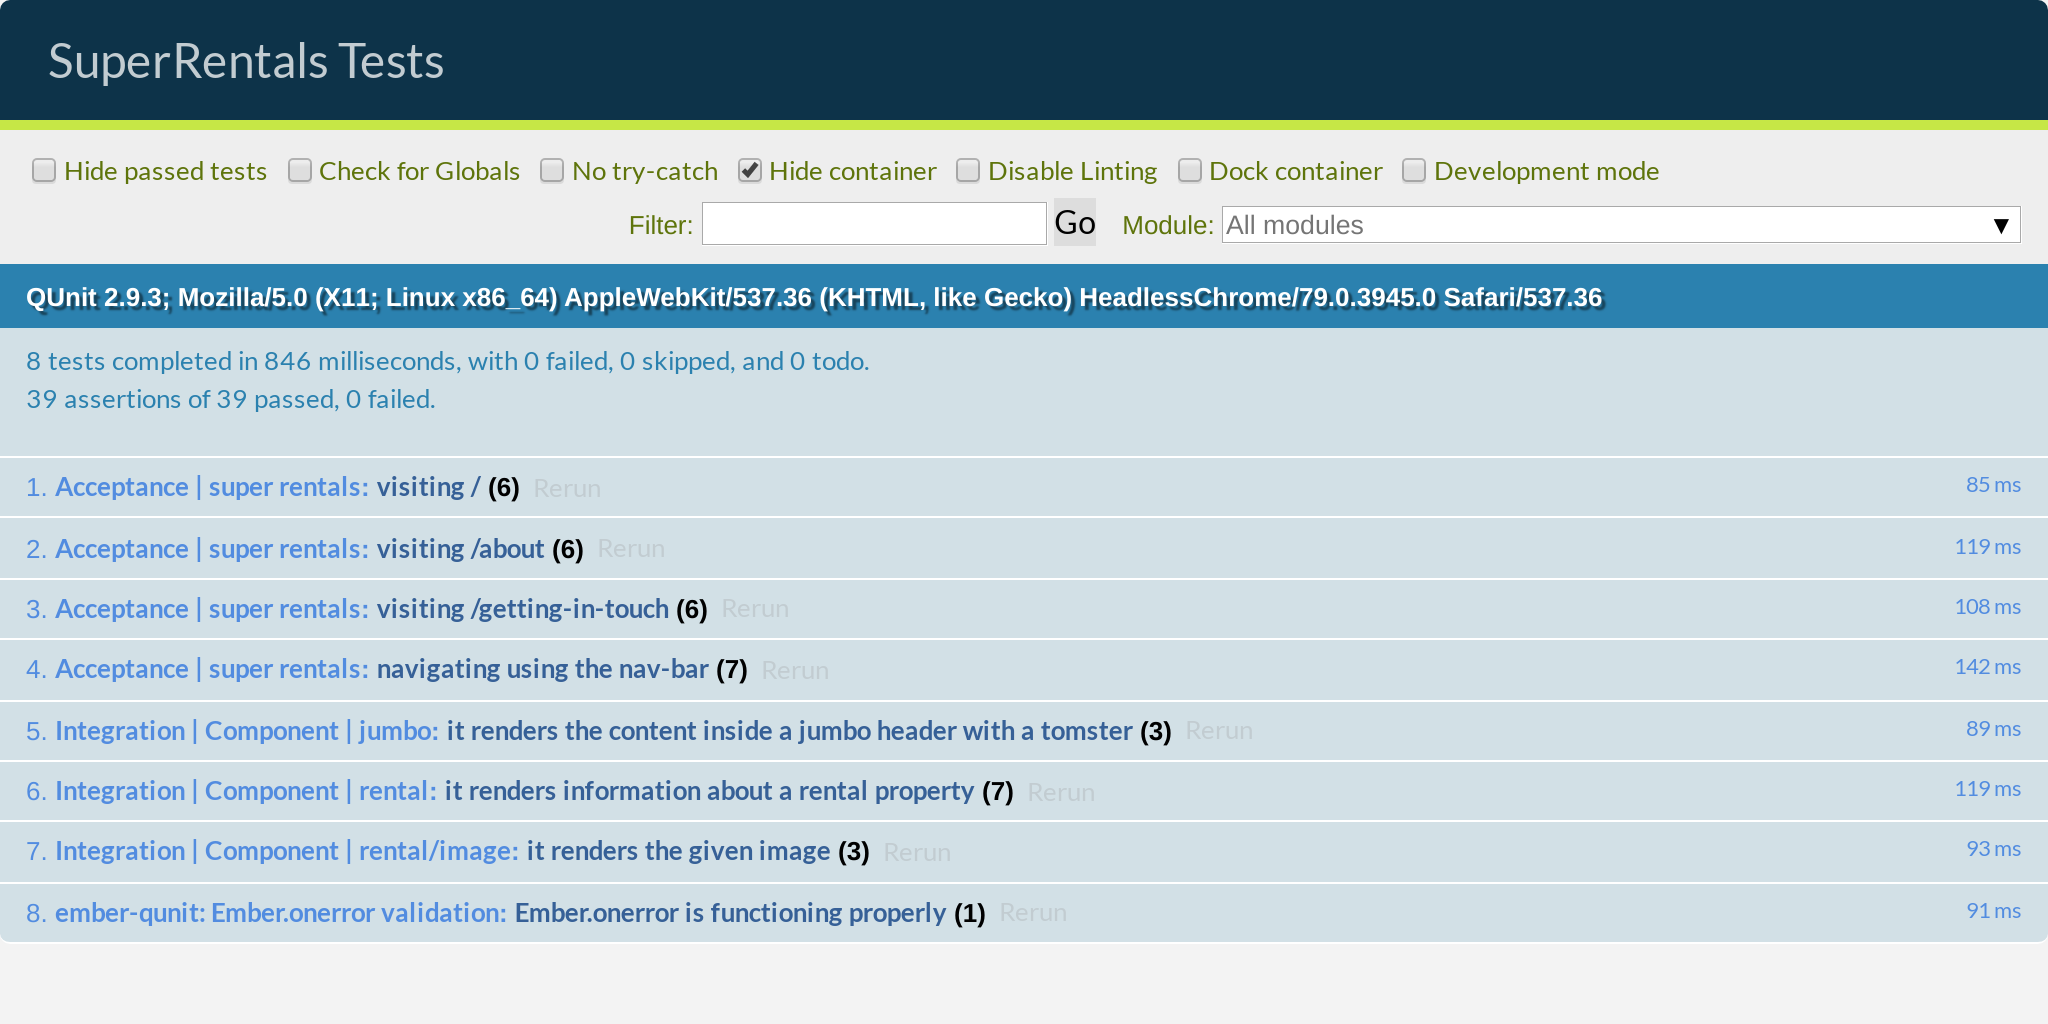 SuperRentals Tests
Hide passed tests Check for Globals No try-catch Hide container Disable Linting Dock container Development mode
Filter: Go Module: All modules ▼
QUnit 2.9.3; Mozilla/5.0 (X11; Linux x86_64) AppleWebKit/537.36 (KHTML, like Gecko) HeadlessChrome/79.0.3945.0 Safari/537.36
8 tests completed in 846 milliseconds, with 0 failed, 0 skipped, and 0 todo.
39 assertions of 39 passed, 0 failed.
1. Acceptance | super rentals: visiting / (6) Rerun 85 ms
2. Acceptance | super rentals: visiting /about (6) Rerun 119 ms
3. Acceptance | super rentals: visiting /getting-in-touch (6) Rerun 108 ms
4. Acceptance | super rentals: navigating using the nav-bar (7) Rerun 142 ms
5. Integration | Component | jumbo: it renders the content inside a jumbo header with a tomster (3) Rerun 89 ms
6. Integration | Component | rental: it renders information about a rental property (7) Rerun 119 ms
7. Integration | Component | rental/image: it renders the given image (3) Rerun 93 ms
8. ember-qunit: Ember.onerror validation: Ember.onerror is functioning properly (1) Rerun 91 ms